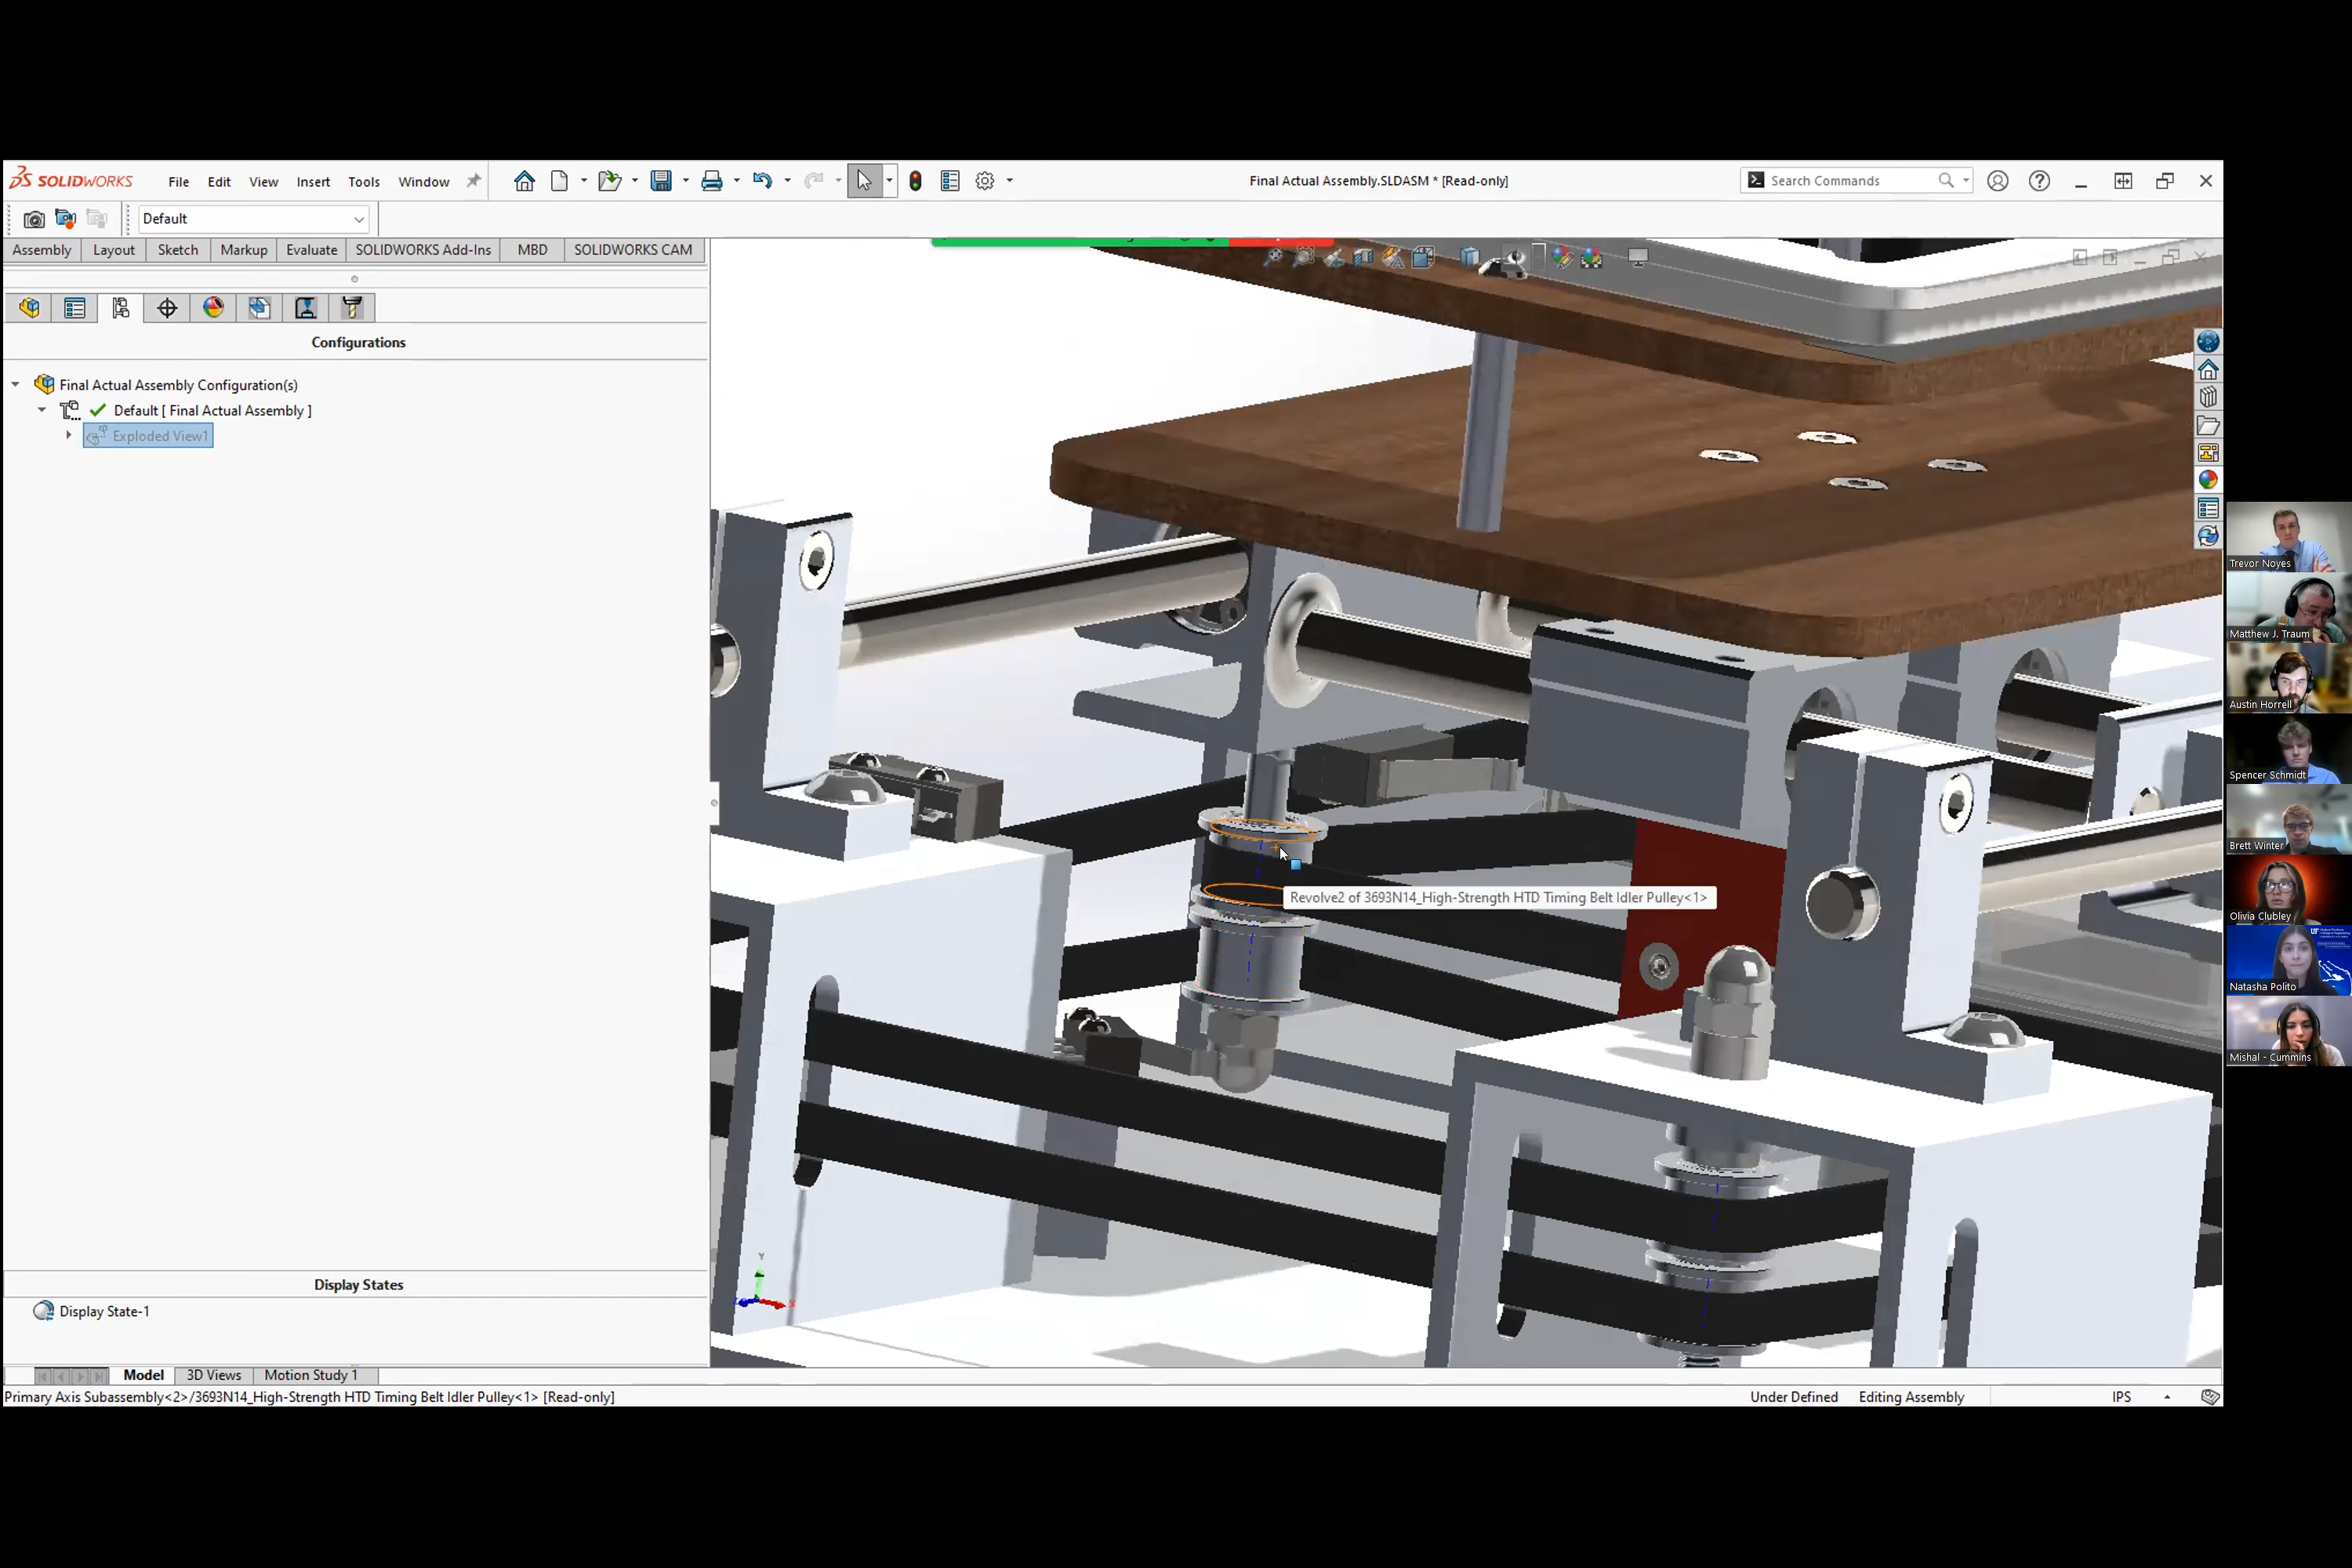 SOLIDWORKS File Edit View Insert Tools Window Final Actual Assembly.SLDASM * [Read-only] Search Commands
Default
Assembly Layout Sketch Markup Evaluate SOLIDWORKS Add-Ins MBD SOLIDWORKS CAM
Configurations
Final Actual Assembly Configuration(s)
Default [ Final Actual Assembly ]
Exploded View1
Revolve2 of 3693N14_High-Strength HTD Timing Belt Idler Pulley<1>
Y
Display States
Display State-1
Model 3D Views Motion Study 1
Primary Axis Subassembly<2>/3693N14_High-Strength HTD Timing Belt Idler Pulley<1> [Read-only] Under Defined Editing Assembly IPS
Trevor Noyes
Matthew J. Traum
Austin Horrell
Spencer Schmidt
Brett Winter
Olivia Clubley
UF
Natasha Polito
Mishal - Cummins